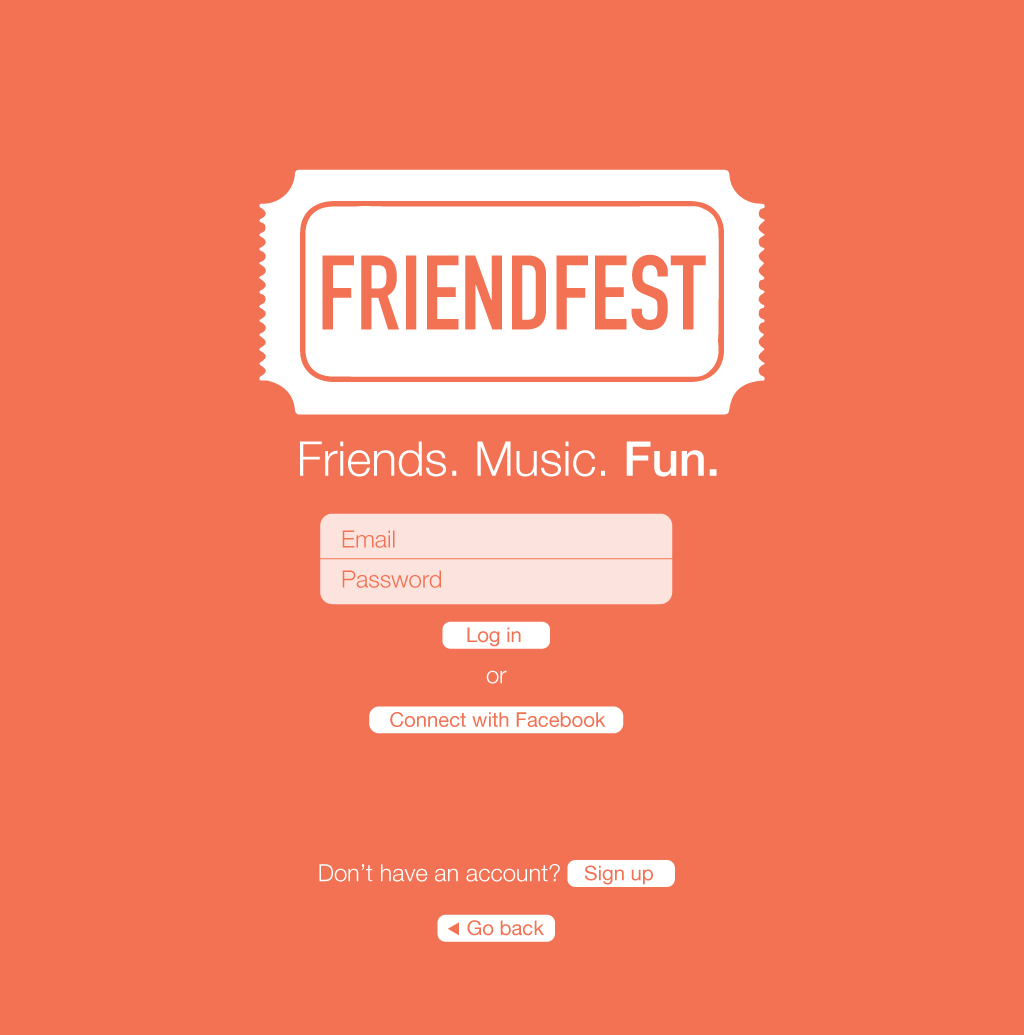 FRIENDFEST
Friends. Music. Fun.
Email
Password
Log in
or
Connect with Facebook
Don’t have an account? Sign up
Go back